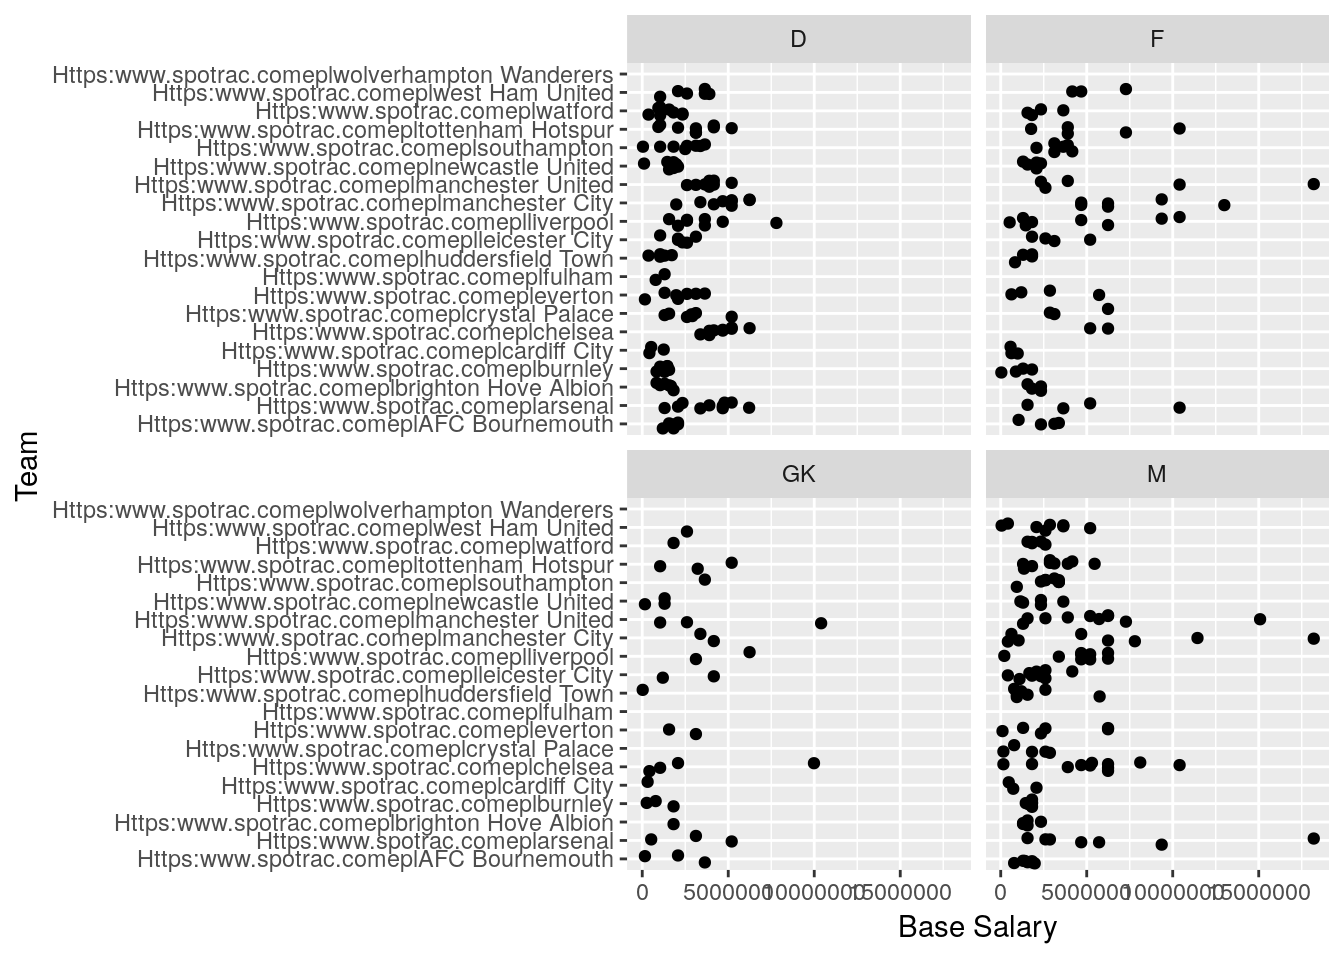 D
F
Https:www.spotrac.comeplwolverhampton Wanderers
Https:www.spotrac.comeplwest Ham United
Https:www.spotrac.comeplwatford
Https:www.spotrac.comepltottenham Hotspur
Https:www.spotrac.comeplsouthampton
Https:www.spotrac.comeplnewcastle United
Https:www.spotrac.comeplmanchester United
Https:www.spotrac.comeplmanchester City
Https:www.spotrac.comeplliverpool
Https:www.spotrac.comeplleicester City
Https:www.spotrac.comeplhuddersfield Town
Https:www.spotrac.comeplfulham
Https:www.spotrac.comepleverton
Https:www.spotrac.comeplcrystal Palace
Https:www.spotrac.comeplchelsea
Https:www.spotrac.comeplcardiff City
Https:www.spotrac.comeplburnley
Https:www.spotrac.comeplbrighton Hove Albion
Https:www.spotrac.comeplarsenal
Https:www.spotrac.comeplAFC Bournemouth
Team
GK
M
Https:www.spotrac.comeplwolverhampton Wanderers
Https:www.spotrac.comeplwest Ham United
Https:www.spotrac.comeplwatford
Https:www.spotrac.comepltottenham Hotspur
Https:www.spotrac.comeplsouthampton
Https:www.spotrac.comeplnewcastle United
Https:www.spotrac.comeplmanchester United
Https:www.spotrac.comeplmanchester City
Https:www.spotrac.comeplliverpool
Https:www.spotrac.comeplleicester City
Https:www.spotrac.comeplhuddersfield Town
Https:www.spotrac.comeplfulham
Https:www.spotrac.comepleverton
Https:www.spotrac.comeplcrystal Palace
Https:www.spotrac.comeplchelsea
Https:www.spotrac.comeplcardiff City
Https:www.spotrac.comeplburnley
Https:www.spotrac.comeplbrighton Hove Albion
Https:www.spotrac.comeplarsenal
Https:www.spotrac.comeplAFC Bournemouth
0 5000000 10000000 15000000 0 5000000 10000000 15000000
Base Salary